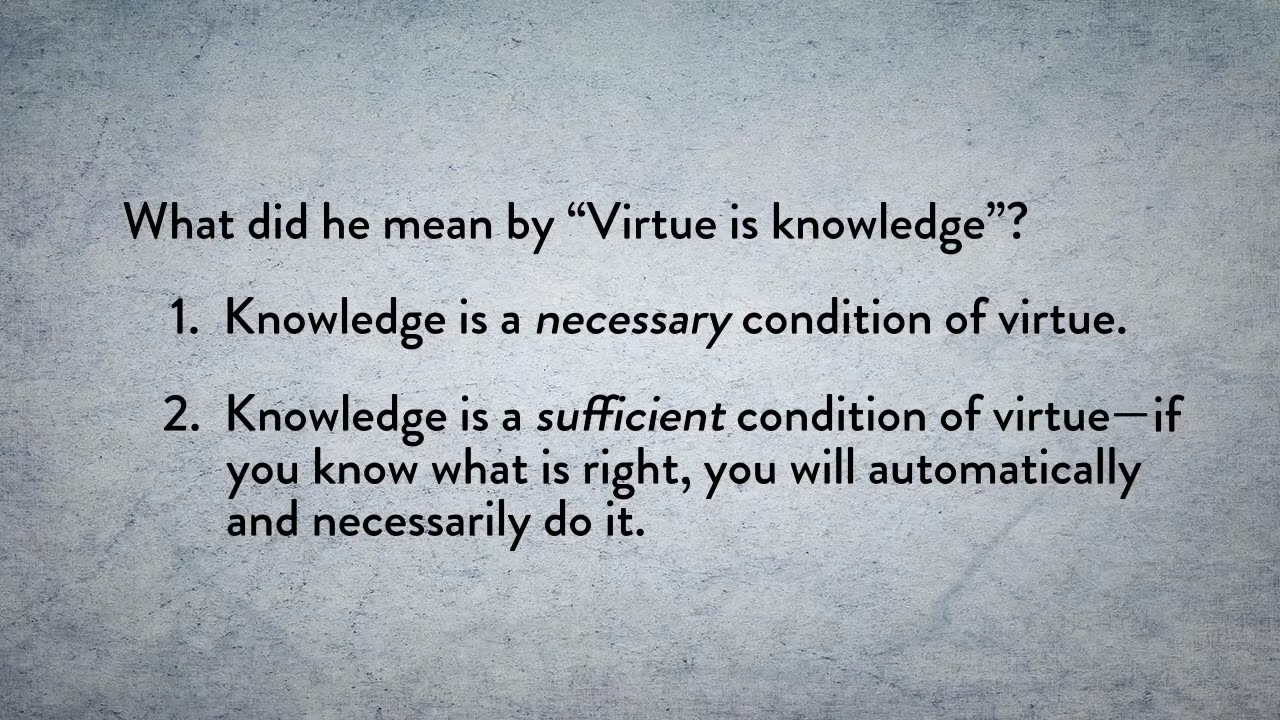 What did he mean by “Virtue is knowledge”?
1. Knowledge is a necessary condition of virtue.
2. Knowledge is a sufficient condition of virtue—if
you know what is right, you will automatically
and necessarily do it.